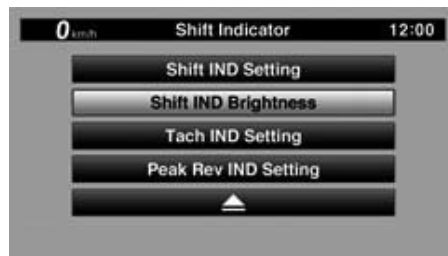 0 km/h Shift Indicator 12:00
Shift IND Setting
Shift IND Brightness
Tach IND Setting
Peak Rev IND Setting